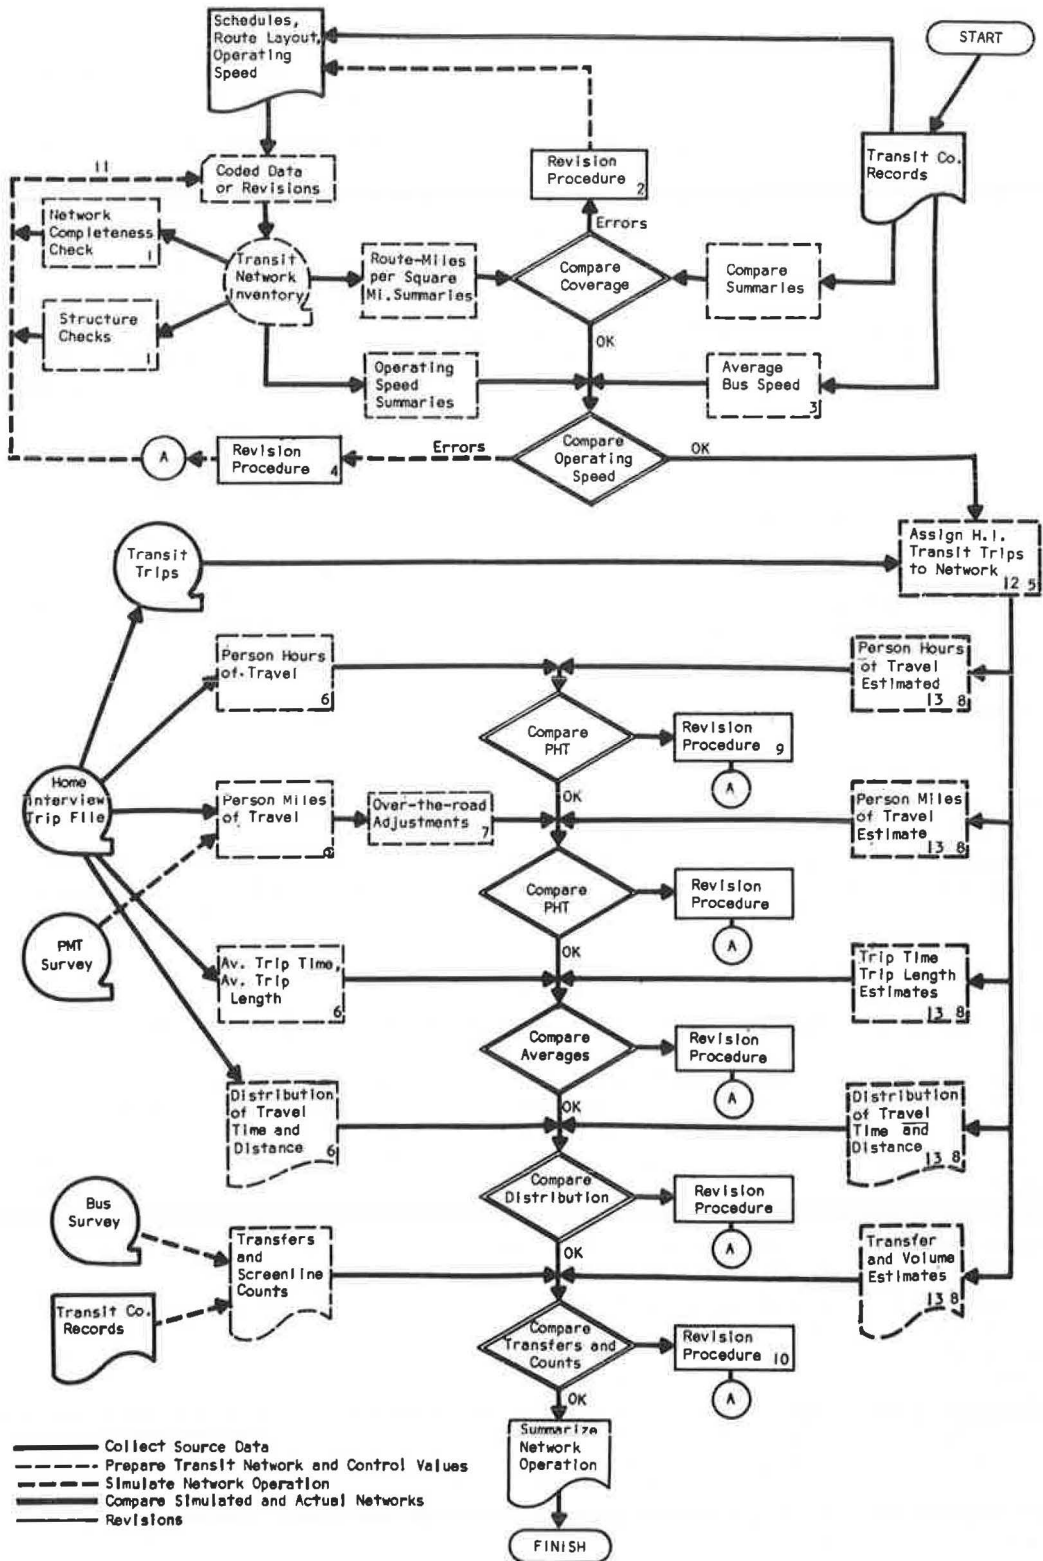 START
Schedules,
Route Layout,
Operating
Speed
Transit Co.
Records
11
Coded Data
or Revisions
Revision
Procedure
2
Errors
Network
Completeness
Check
1
Transit
Network
Inventory
Route-Miles
per Square
Mi. Summaries
Compare
Coverage
Compare
Summaries
Structure
Checks
1
OK
Operating
Speed
Summaries
Average
Bus Speed
3
A
Revision
Procedure
4
Errors
Compare
Operating
Speed
OK
Transit
Trips
Assign H.I.
Transit Trips
to Network
12 5
Person Hours
of Travel
6
Person Hours
of Travel
Estimated
13 8
Compare
PHT
Revision
Procedure 9
A
OK
Home
Interview
Trip File
Person Miles
of Travel
Over-the-road
Adjustments
7
Person Miles
of Travel
Estimate
13 8
Compare
PHT
Revision
Procedure
A
OK
PMT
Survey
Av. Trip Time,
Av. Trip
Length
6
Trip Time
Trip Length
Estimates
13 8
Compare
Averages
Revision
Procedure
A
OK
Distribution
of Travel
Time and
Distance
6
Distribution
of Travel
Time and
Distance
13 8
Compare
Distribution
Revision
Procedure
A
OK
Bus
Survey
Transfers
and
Screenline
Counts
Transfer
and Volume
Estimates
13 8
Transit Co.
Records
Compare
Transfers and
Counts
Revision
Procedure 10
A
OK
Summarize
Network
Operation
FINISH
Collect Source Data
Prepare Transit Network and Control Values
Simulate Network Operation
Compare Simulated and Actual Networks
Revisions